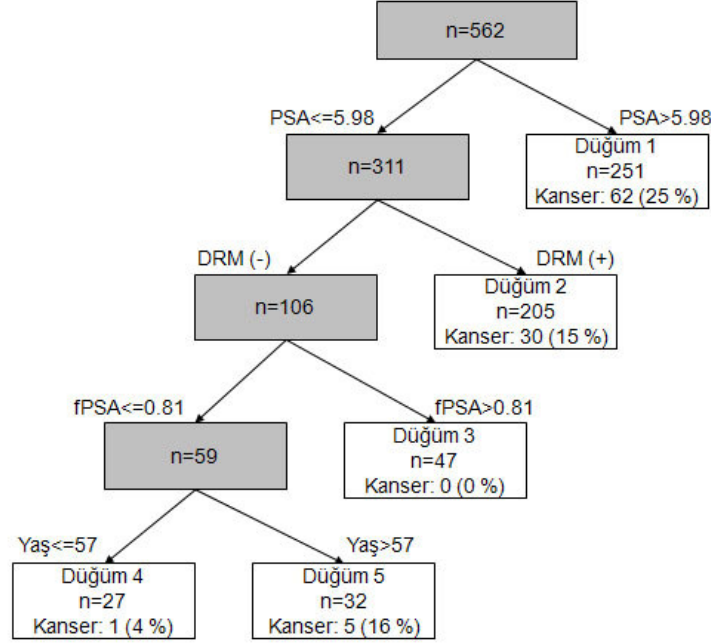 n=562
PSA<=5.98
PSA>5.98
n=311
Düğüm 1
n=251
Kanser: 62 (25 %)
DRM (-)
DRM (+)
n=106
Düğüm 2
n=205
Kanser: 30 (15 %)
fPSA<=0.81
fPSA>0.81
n=59
Düğüm 3
n=47
Kanser: 0 (0 %)
Yaş<=57
Yaş>57
Düğüm 4
n=27
Kanser: 1 (4 %)
Düğüm 5
n=32
Kanser: 5 (16 %)